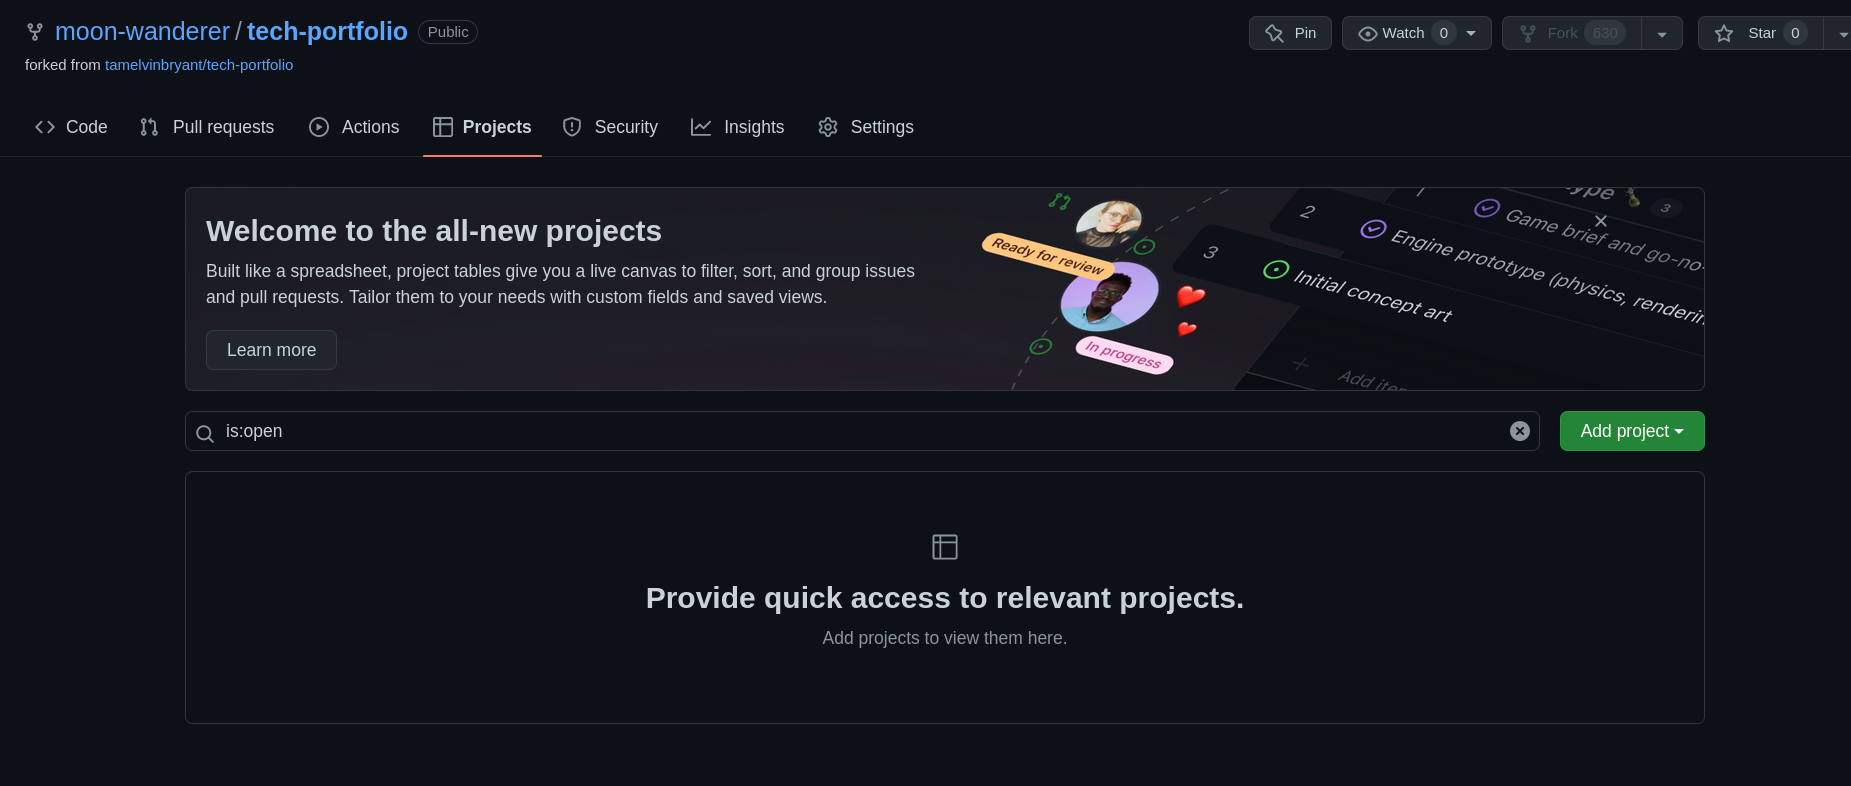 moon-wanderer / tech-portfolio Public
Pin
Watch 0
Fork 630
Star 0
forked from tamelvinbryant/tech-portfolio
Code
Pull requests
Actions
Projects
Security
Insights
Settings
Welcome to the all-new projects
Built like a spreadsheet, project tables give you a live canvas to filter, sort, and group issues
and pull requests. Tailor them to your needs with custom fields and saved views.
Learn more
Ready for review
In progress
3
Game brief and go-no-
2
Engine prototype (physics, renderin
3
Initial concept art
Add item
is:open
Add project
Provide quick access to relevant projects.
Add projects to view them here.